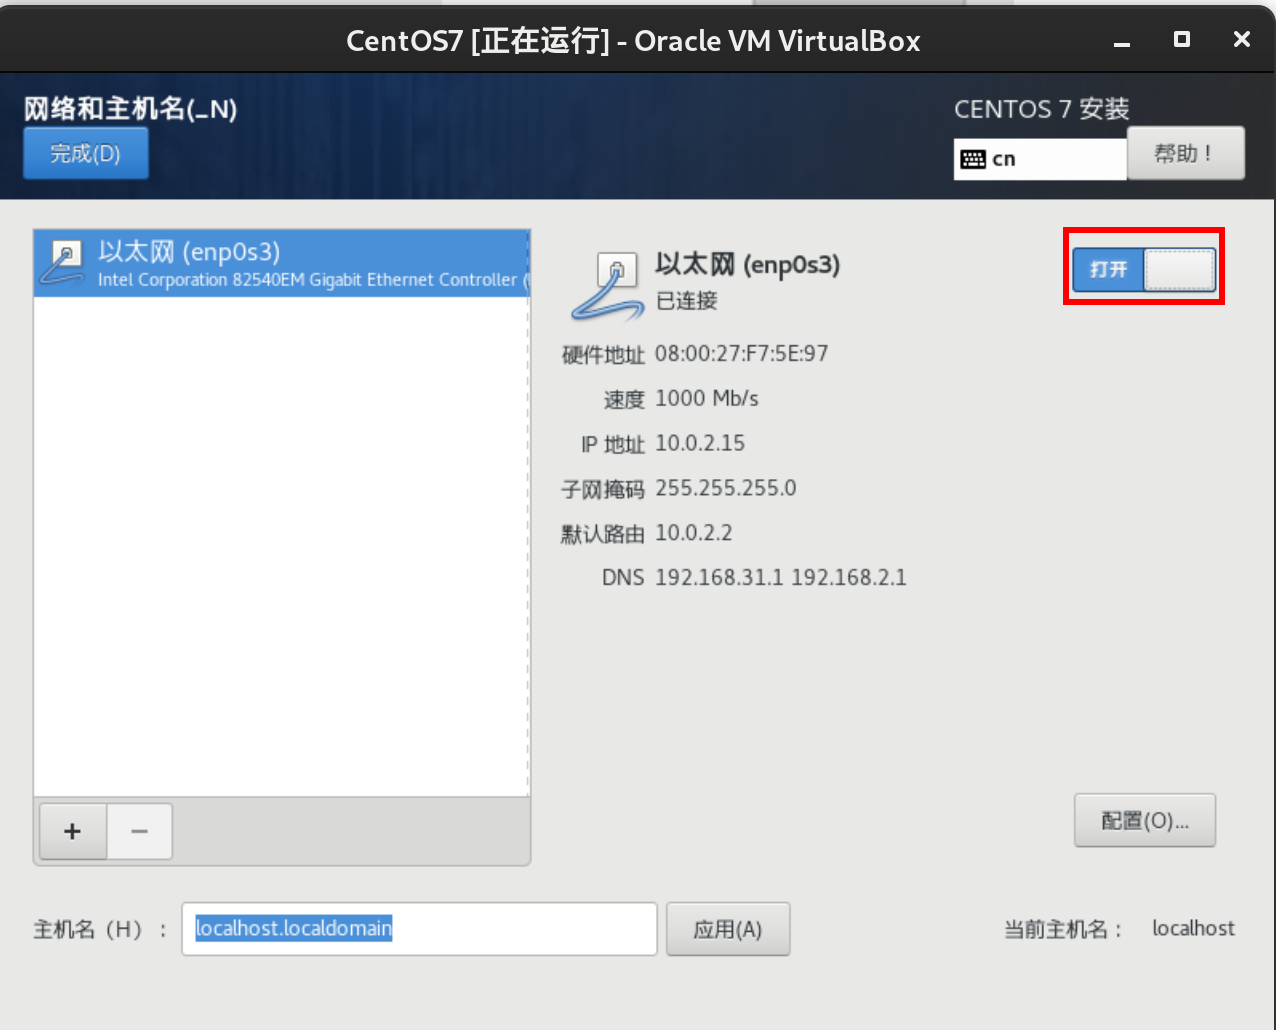 CentOS7 [正在运行] - Oracle VM VirtualBox
网络和主机名(_N)
完成(D)
CENTOS 7 安装
cn
帮助！
以太网 (enp0s3)
Intel Corporation 82540EM Gigabit Ethernet Controller (
以太网 (enp0s3)
已连接
打开
硬件地址 08:00:27:F7:5E:97
速度 1000 Mb/s
IP 地址 10.0.2.15
子网掩码 255.255.255.0
默认路由 10.0.2.2
DNS 192.168.31.1 192.168.2.1
+ −
配置(O)...
主机名（H）： localhost.localdomain 应用(A)
当前主机名： localhost